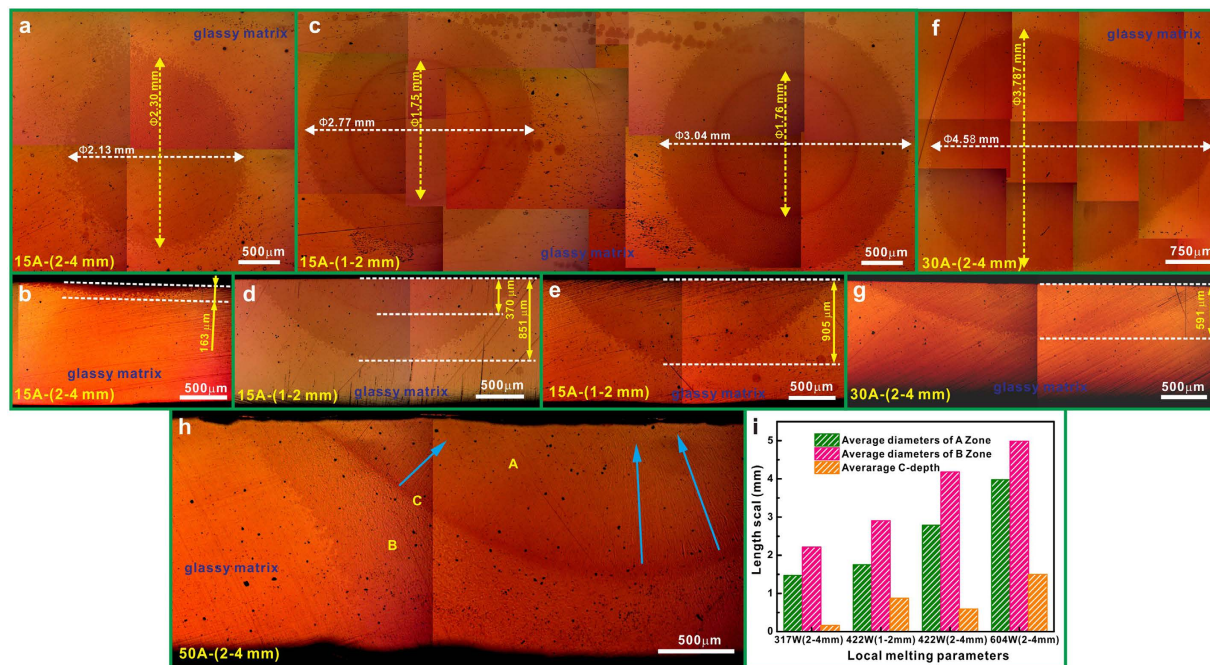 a
glassy matrix
Φ2.30 mm
Φ2.13 mm
15A-(2-4 mm)
500μm
c
Φ2.77 mm
Φ1.75 mm
Φ3.04 mm
Φ1.76 mm
15A-(1-2 mm)
glassy matrix
500μm
f
glassy matrix
Φ3.787 mm
Φ4.58 mm
30A-(2-4 mm)
750μm
b
163 μm
glassy matrix
15A-(2-4 mm)
500μm
d
370 μm
851 μm
15A-(1-2 mm)
glassy matrix
500μm
e
905 μm
15A-(1-2 mm)
glassy matrix
500μm
g
591 μm
glassy matrix
30A-(2-4 mm)
500μm
h
A
C
B
glassy matrix
50A-(2-4 mm)
500μm
i
Average diameters of A Zone
Average diameters of B Zone
Averarage C-depth
Length scal (mm)
5
4
3
2
1
0
317W(2-4mm) 422W(1-2mm) 422W(2-4mm) 604W(2-4mm)
Local melting parameters